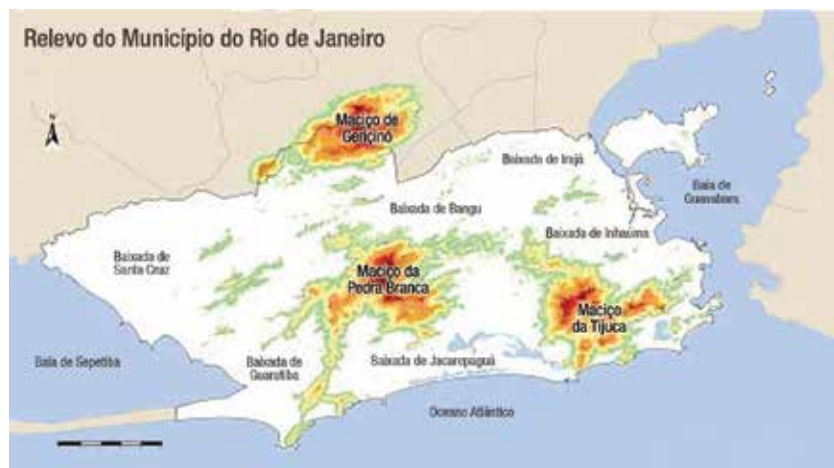 Relevo do Município do Rio de Janeiro
Maciço de
Gericinó
N
Baixada de Irajá
Baía de
Guanabara
Baixada de Bangu
Baixada de Inhaúma
Baixada de
Santa Cruz
Maciço da
Pedra Branca
Maciço
da Tijuca
Baía de Sepetiba
Baixada de
Guaratiba
Baixada de Jacarepaguá
Oceano Atlântico